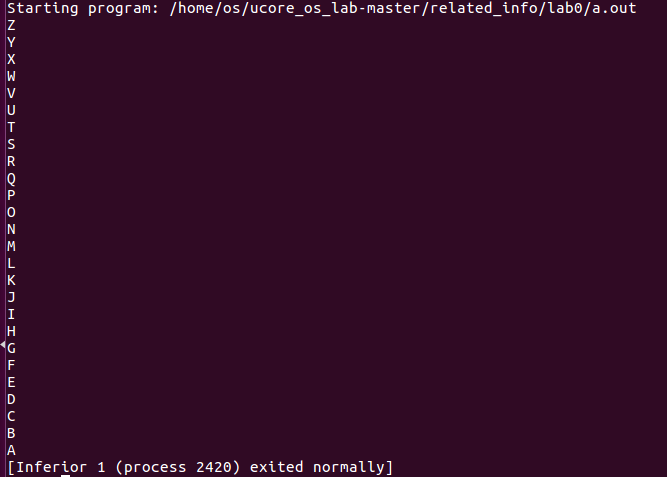 Starting program: /home/os/ucore_os_lab-master/related_info/lab0/a.out
Z
Y
X
W
V
U
T
S
R
Q
P
O
N
M
L
K
J
I
H
G
F
E
D
C
B
A
[Inferior 1 (process 2420) exited normally]